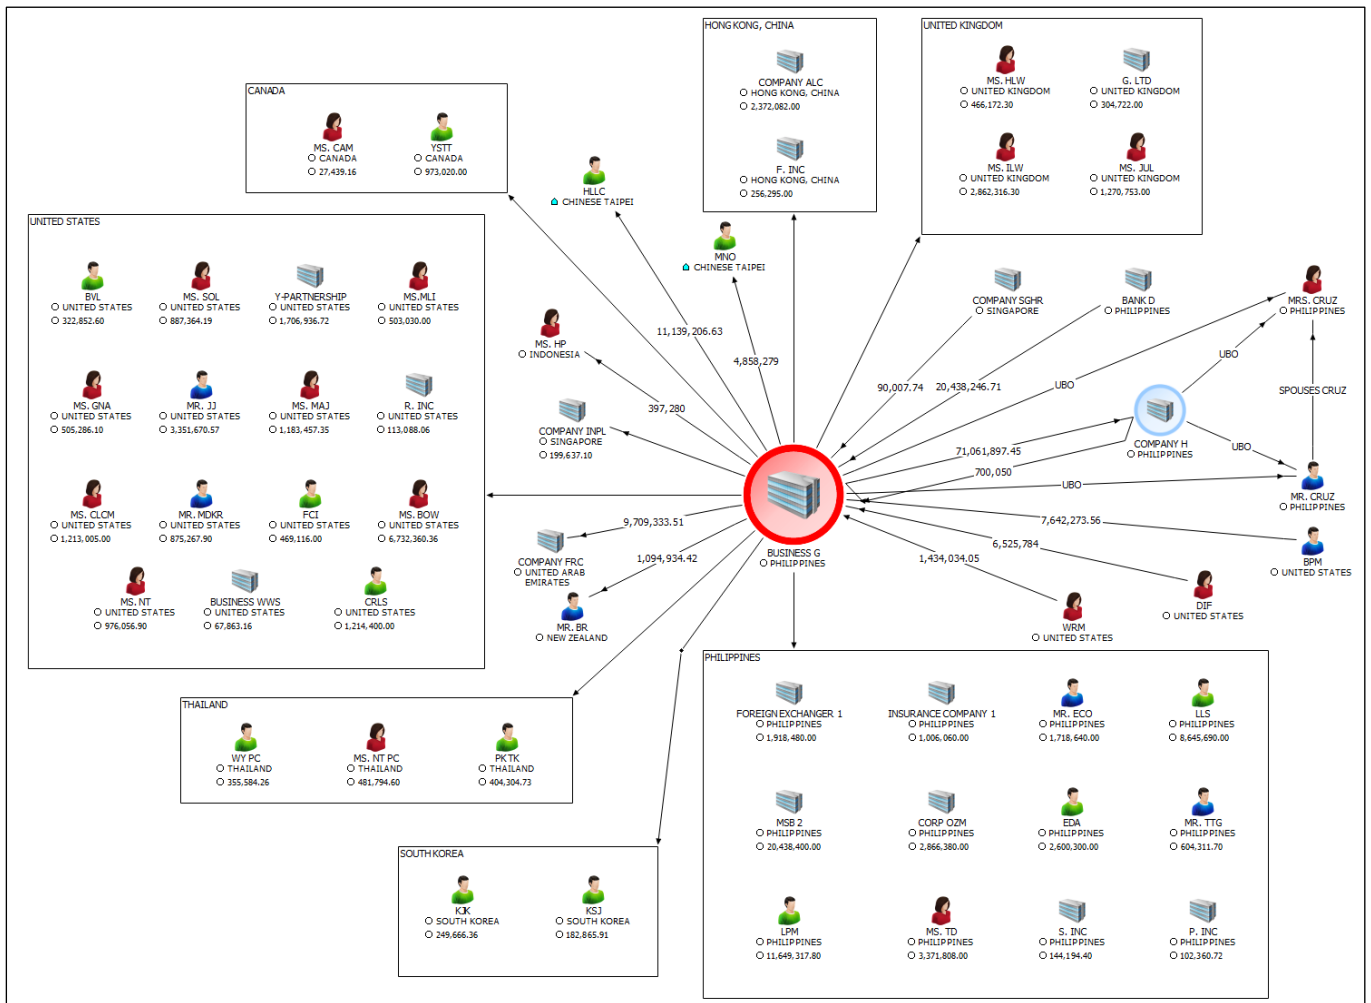 HONG KONG, CHINA
COMPANY ALC
HONG KONG, CHINA
2,372,082.00
F. INC
HONG KONG, CHINA
256,295.00
UNITED KINGDOM
MS. HLW
UNITED KINGDOM
466,172.30
G. LTD
UNITED KINGDOM
304,722.00
MS. ILW
UNITED KINGDOM
2,862,316.30
MS. JUL
UNITED KINGDOM
1,270,753.00
CANADA
MS. CAM
CANADA
27,439.16
YSTT
CANADA
973,020.00
HLLC
CHINESE TAIPEI
MNO
CHINESE TAIPEI
UNITED STATES
BVL
UNITED STATES
322,852.60
MS. SOL
UNITED STATES
887,364.19
Y-PARTNERSHIP
UNITED STATES
1,706,936.72
MS.MLI
UNITED STATES
503,030.00
MS. GNA
UNITED STATES
505,286.10
MR. JJ
UNITED STATES
3,351,670.57
MS. MAJ
UNITED STATES
1,183,457.35
R. INC
UNITED STATES
113,088.06
MS. CLCM
UNITED STATES
1,213,005.00
MR. MDKR
UNITED STATES
875,267.90
FCI
UNITED STATES
469,116.00
MS. BOW
UNITED STATES
6,732,360.36
MS. NT
UNITED STATES
976,056.90
BUSINESS WWS
UNITED STATES
67,863.16
CRLS
UNITED STATES
1,214,400.00
11,139,206.63
4,858,279
MS. HP
INDONESIA
397,280
COMPANY INPL
SINGAPORE
199,637.10
COMPANY SGHR
SINGAPORE
90,007.74
BANK D
PHILIPPINES
20,438,246.71
MRS. CRUZ
PHILIPPINES
UBO
UBO
SPOUSES CRUZ
COMPANY H
PHILIPPINES
71,061,897.45
700,050
UBO
UBO
MR. CRUZ
PHILIPPINES
BUSINESS G
PHILIPPINES
9,709,333.51
COMPANY FRC
UNITED ARAB
EMIRATES
1,094,934.42
MR. BR
NEW ZEALAND
7,642,273.56
BPM
UNITED STATES
6,525,784
DIF
UNITED STATES
1,434,034.05
WRM
UNITED STATES
THAILAND
WY PC
THAILAND
355,584.26
MS. NT PC
THAILAND
481,794.60
PK TK
THAILAND
404,304.73
SOUTH KOREA
KJK
SOUTH KOREA
249,666.36
KSJ
SOUTH KOREA
182,865.91
PHILIPPINES
FOREIGN EXCHANGER 1
PHILIPPINES
1,918,480.00
INSURANCE COMPANY 1
PHILIPPINES
1,006,060.00
MR. ECO
PHILIPPINES
1,718,640.00
LLS
PHILIPPINES
8,645,690.00
MSB 2
PHILIPPINES
20,438,400.00
CORP OZM
PHILIPPINES
2,866,380.00
EDA
PHILIPPINES
2,600,300.00
MR. TTG
PHILIPPINES
604,311.70
LPM
PHILIPPINES
11,649,317.80
MS. TD
PHILIPPINES
3,371,808.00
S. INC
PHILIPPINES
144,194.40
P. INC
PHILIPPINES
102,360.72